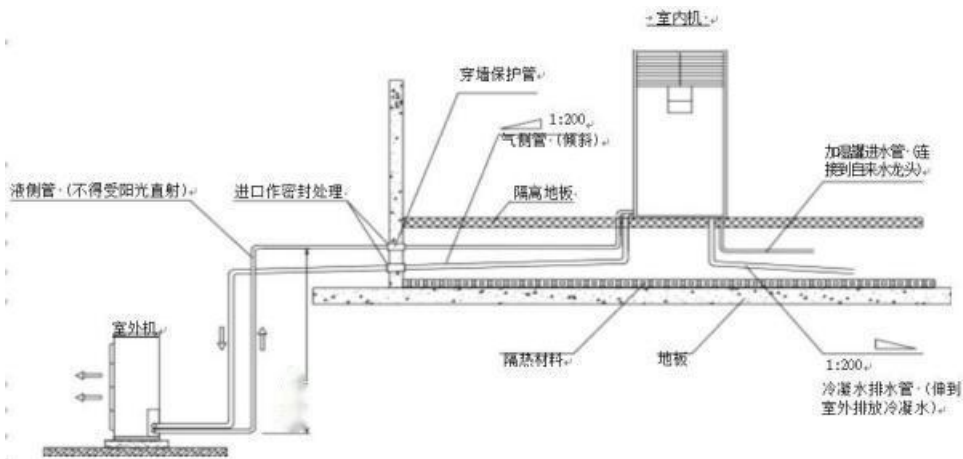 室内机
穿墙保护管
1:200
气侧管 (倾斜)
加湿罐进水管 (连
接到自来水龙头)
液侧管 (不得受阳光直射)
进口作密封处理
隔高地板
室外机
隔热材料
地板
1:200
冷凝水排水管 (伸到
室外排放冷凝水)